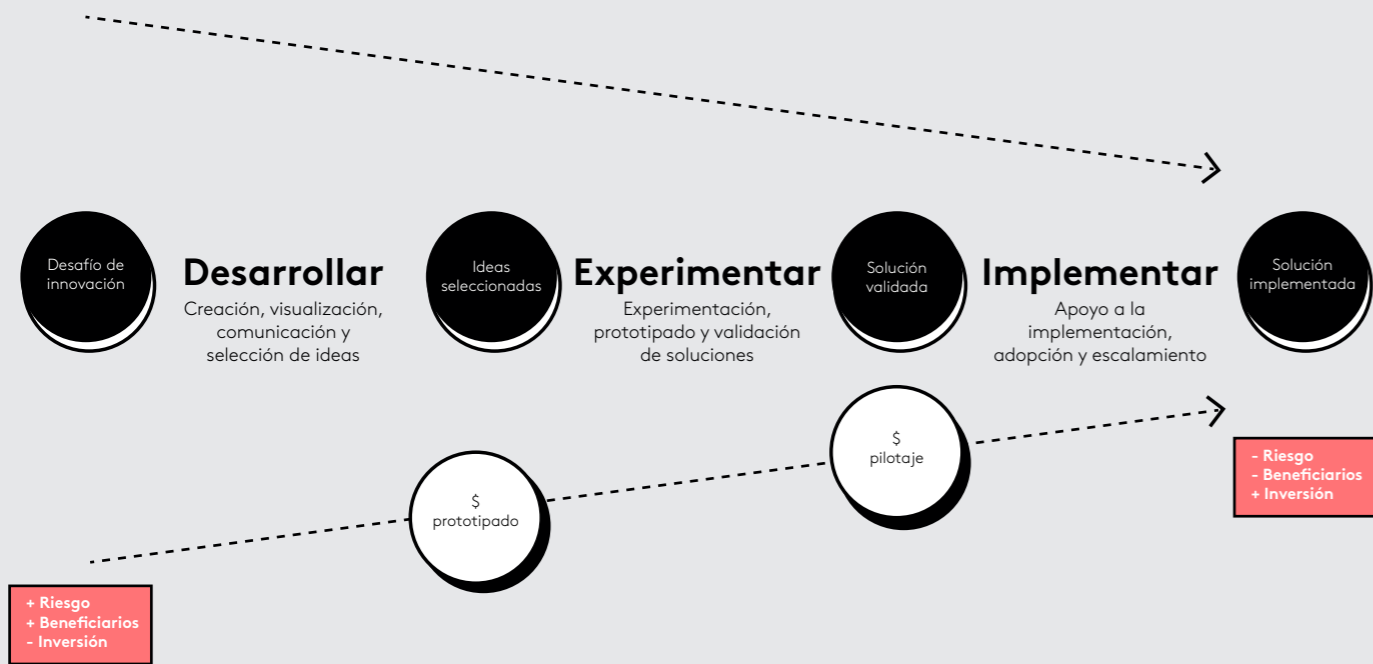 Desafío de
innovación
Desarrollar
Creación, visualización,
comunicación y
selección de ideas
Ideas
seleccionadas
Experimentar
Experimentación,
prototipado y validación
de soluciones
Solución
validada
Implementar
Apoyo a la
implementación,
adopción y escalamiento
Solución
implementada
$
prototipado
$
pilotaje
+ Riesgo
+ Beneficiarios
- Inversión
- Riesgo
- Beneficiarios
+ Inversión